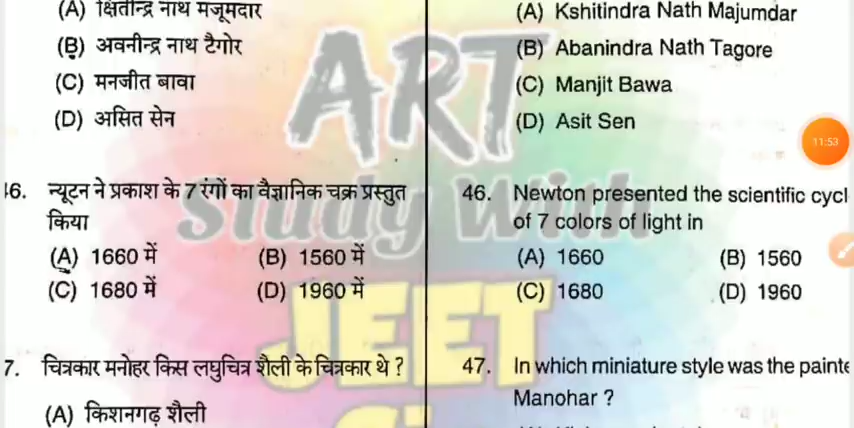 (A) क्षितीन्द्र नाथ मजूमदार
(B) अवनीन्द्र नाथ टैगोर
(C) मनजीत बावा
(D) असित सेन
46. न्यूटन ने प्रकाश के 7 रंगों का वैज्ञानिक चक्र प्रस्तुत
किया
(A) 1660 में (B) 1560 में
(C) 1680 में (D) 1960 में
7. चित्रकार मनोहर किस लघुचित्र शैली के चित्रकार थे ?
(A) किशनगढ़ शैली
(A) Kshitindra Nath Majumdar
(B) Abanindra Nath Tagore
(C) Manjit Bawa
(D) Asit Sen
46. Newton presented the scientific cycl
of 7 colors of light in
(A) 1660 (B) 1560
(C) 1680 (D) 1960
47. In which miniature style was the painte
Manohar ?
11:53
ART
Study With
JEET